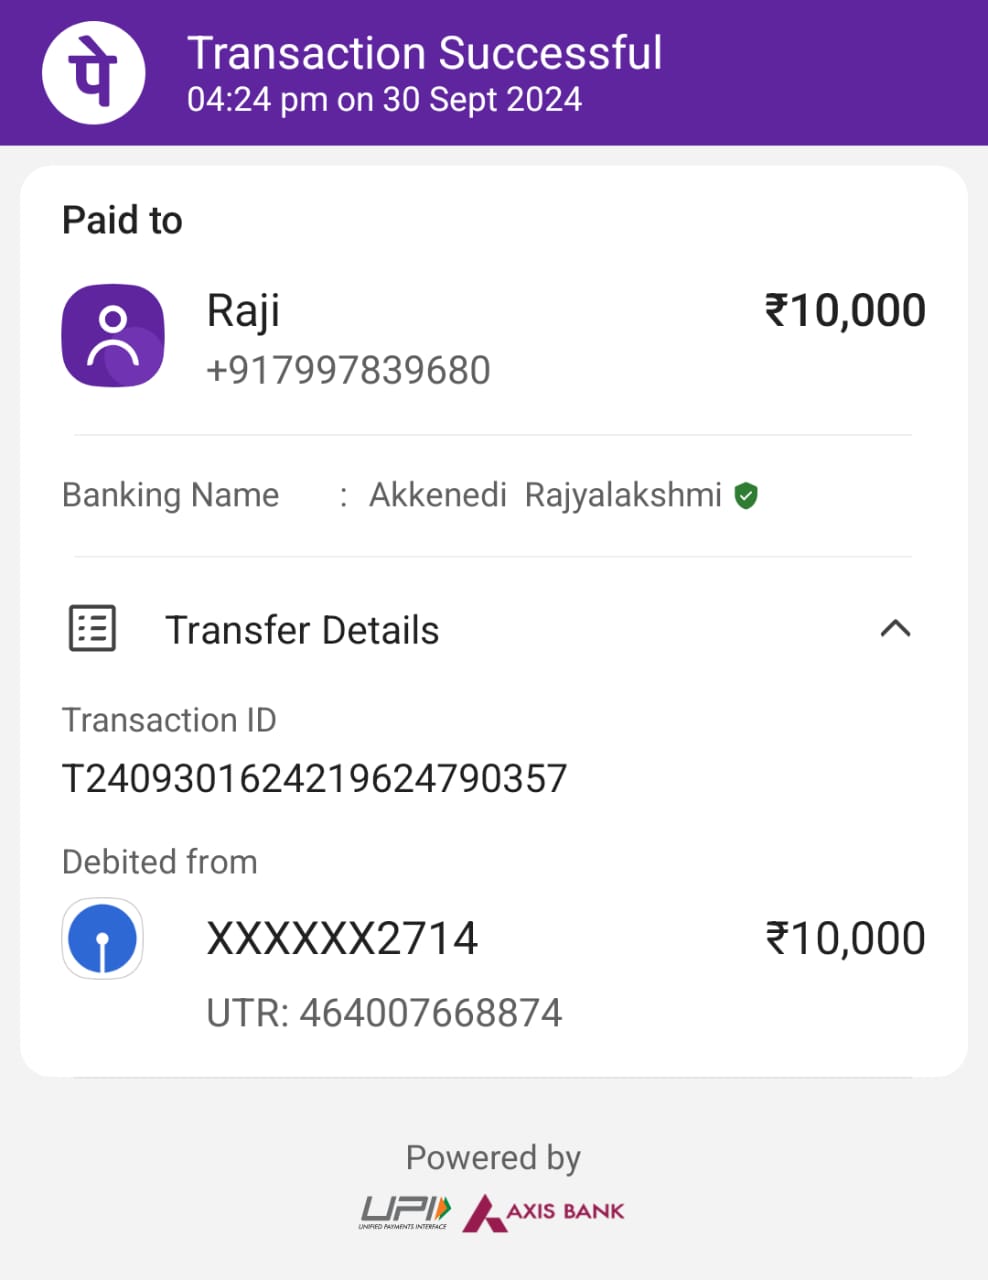 पे
Transaction Successful
04:24 pm on 30 Sept 2024
Paid to
Raji ₹10,000
+917997839680
Banking Name : Akkenedi Rajyalakshmi
Transfer Details
Transaction ID
T2409301624219624790357
Debited from
XXXXXX2714 ₹10,000
UTR: 464007668874
Powered by
UPI AXIS BANK
UNIFIED PAYMENTS INTERFACE